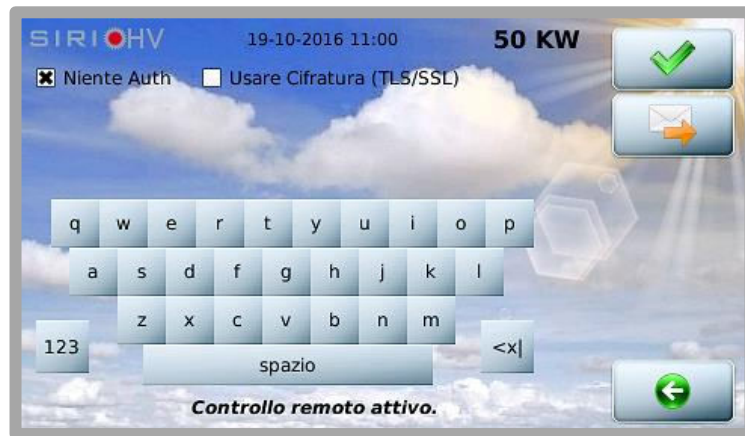 SIRIO HV 19-10-2016 11:00 50 KW
Niente Auth Usare Cifratura (TLS/SSL)
q w e r t y u i o p
a s d f g h j k l
z x c v b n m
123 <x|
spazio
Controllo remoto attivo.